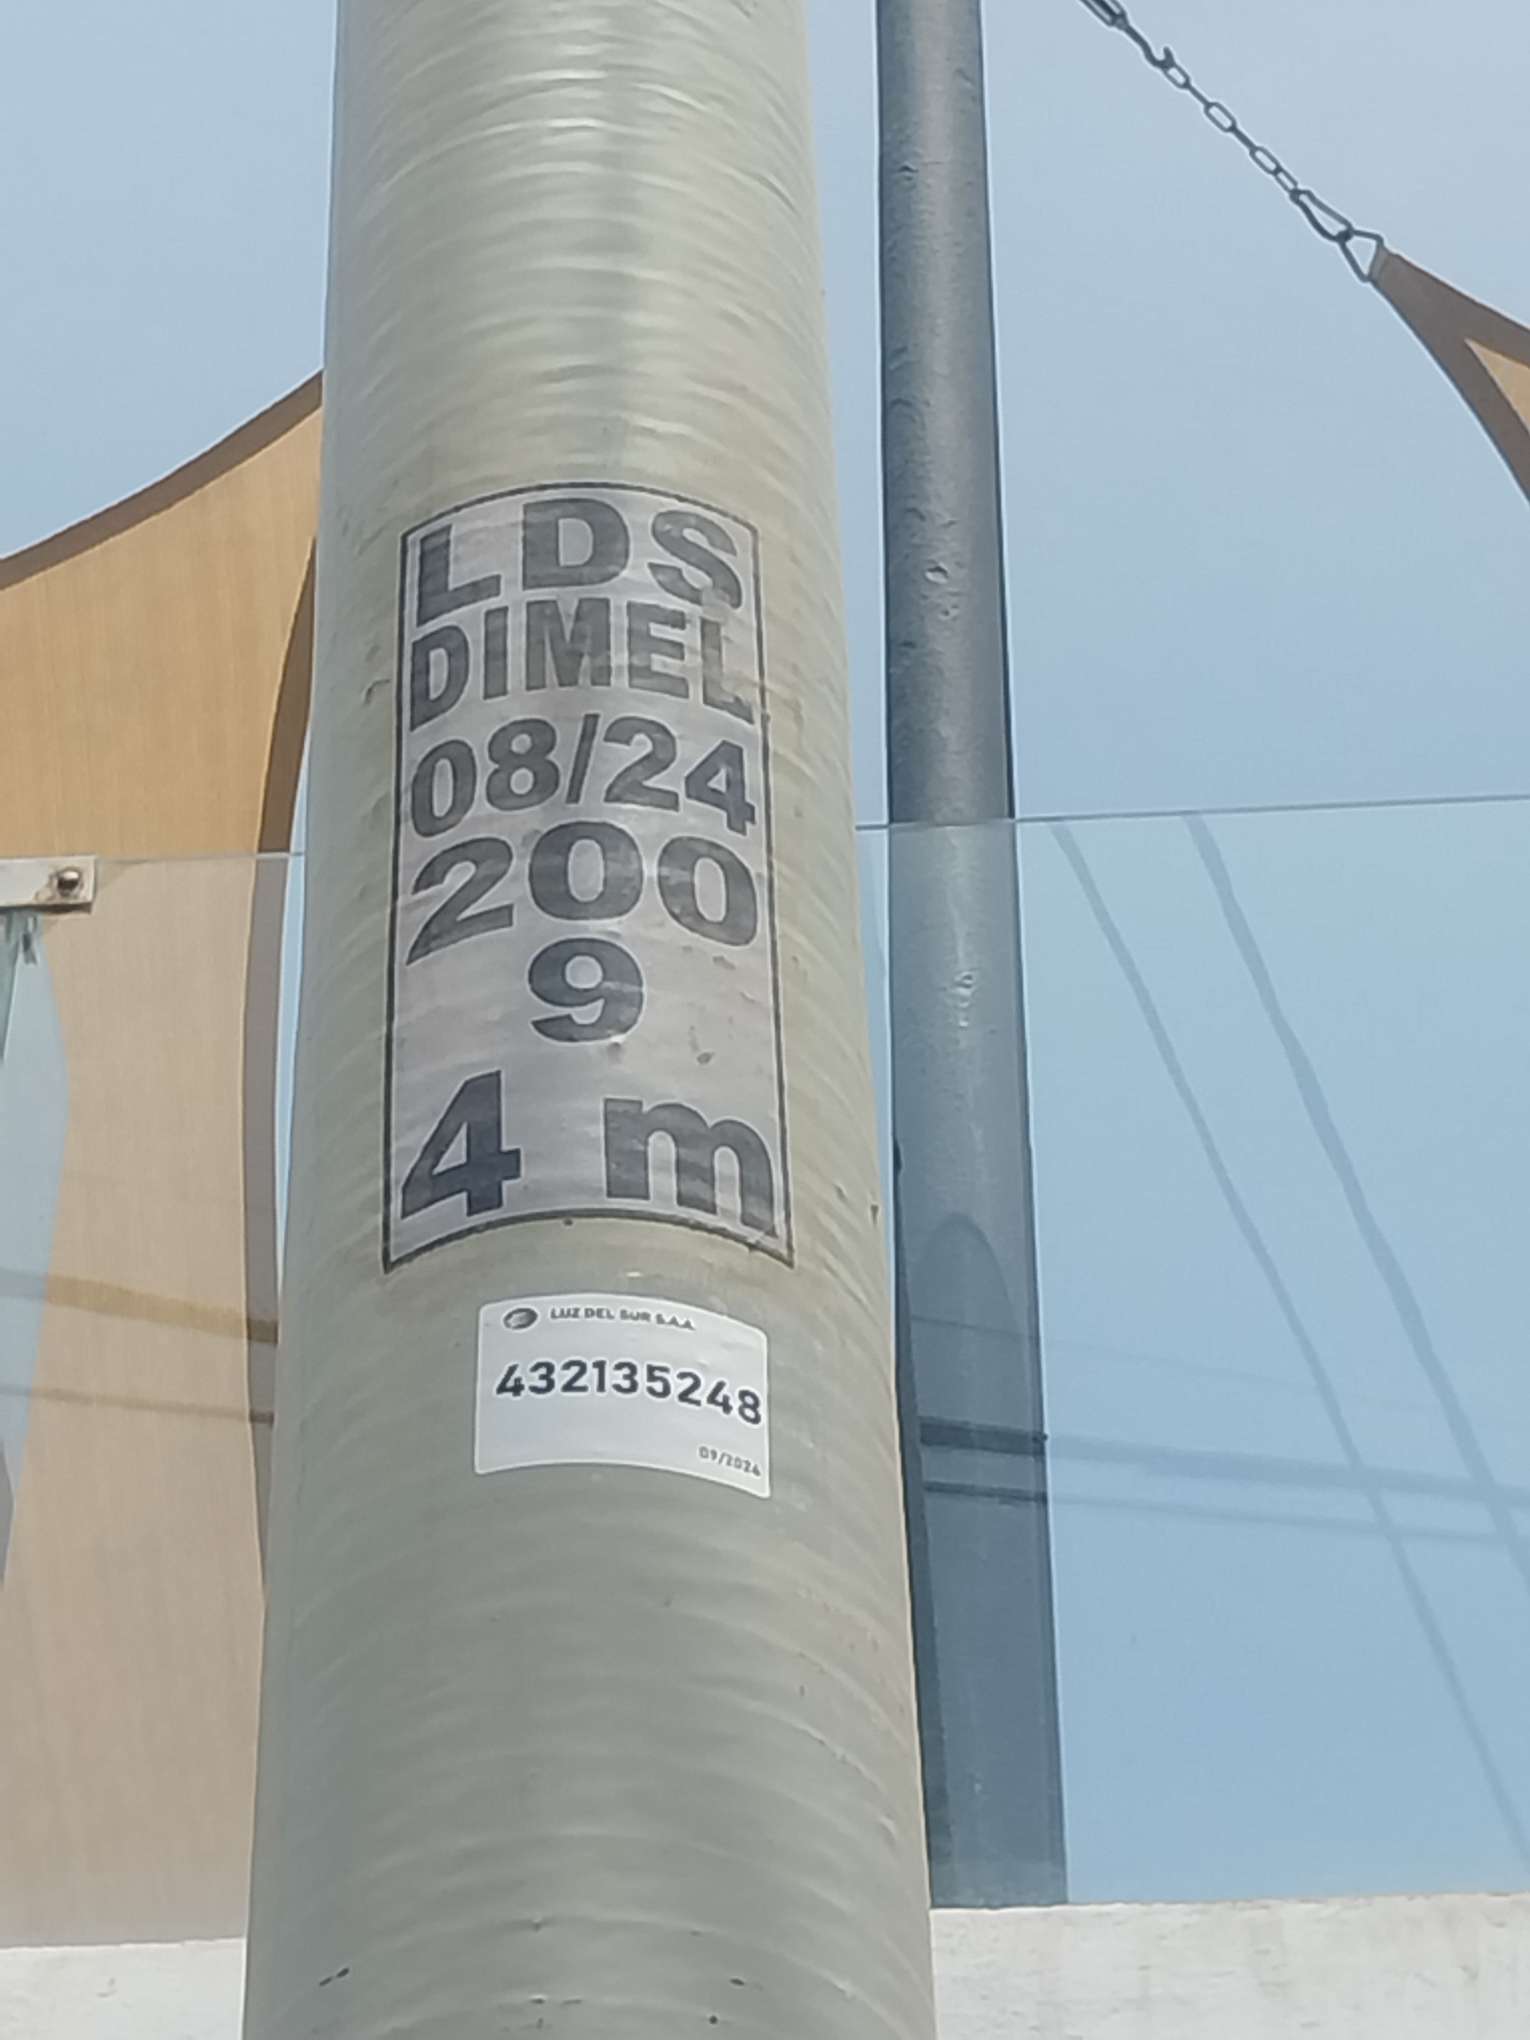 LDS
DIMEL
08/24
200
9
4 m
LUZ DEL SUR S.A.A.
432135248
09/2024